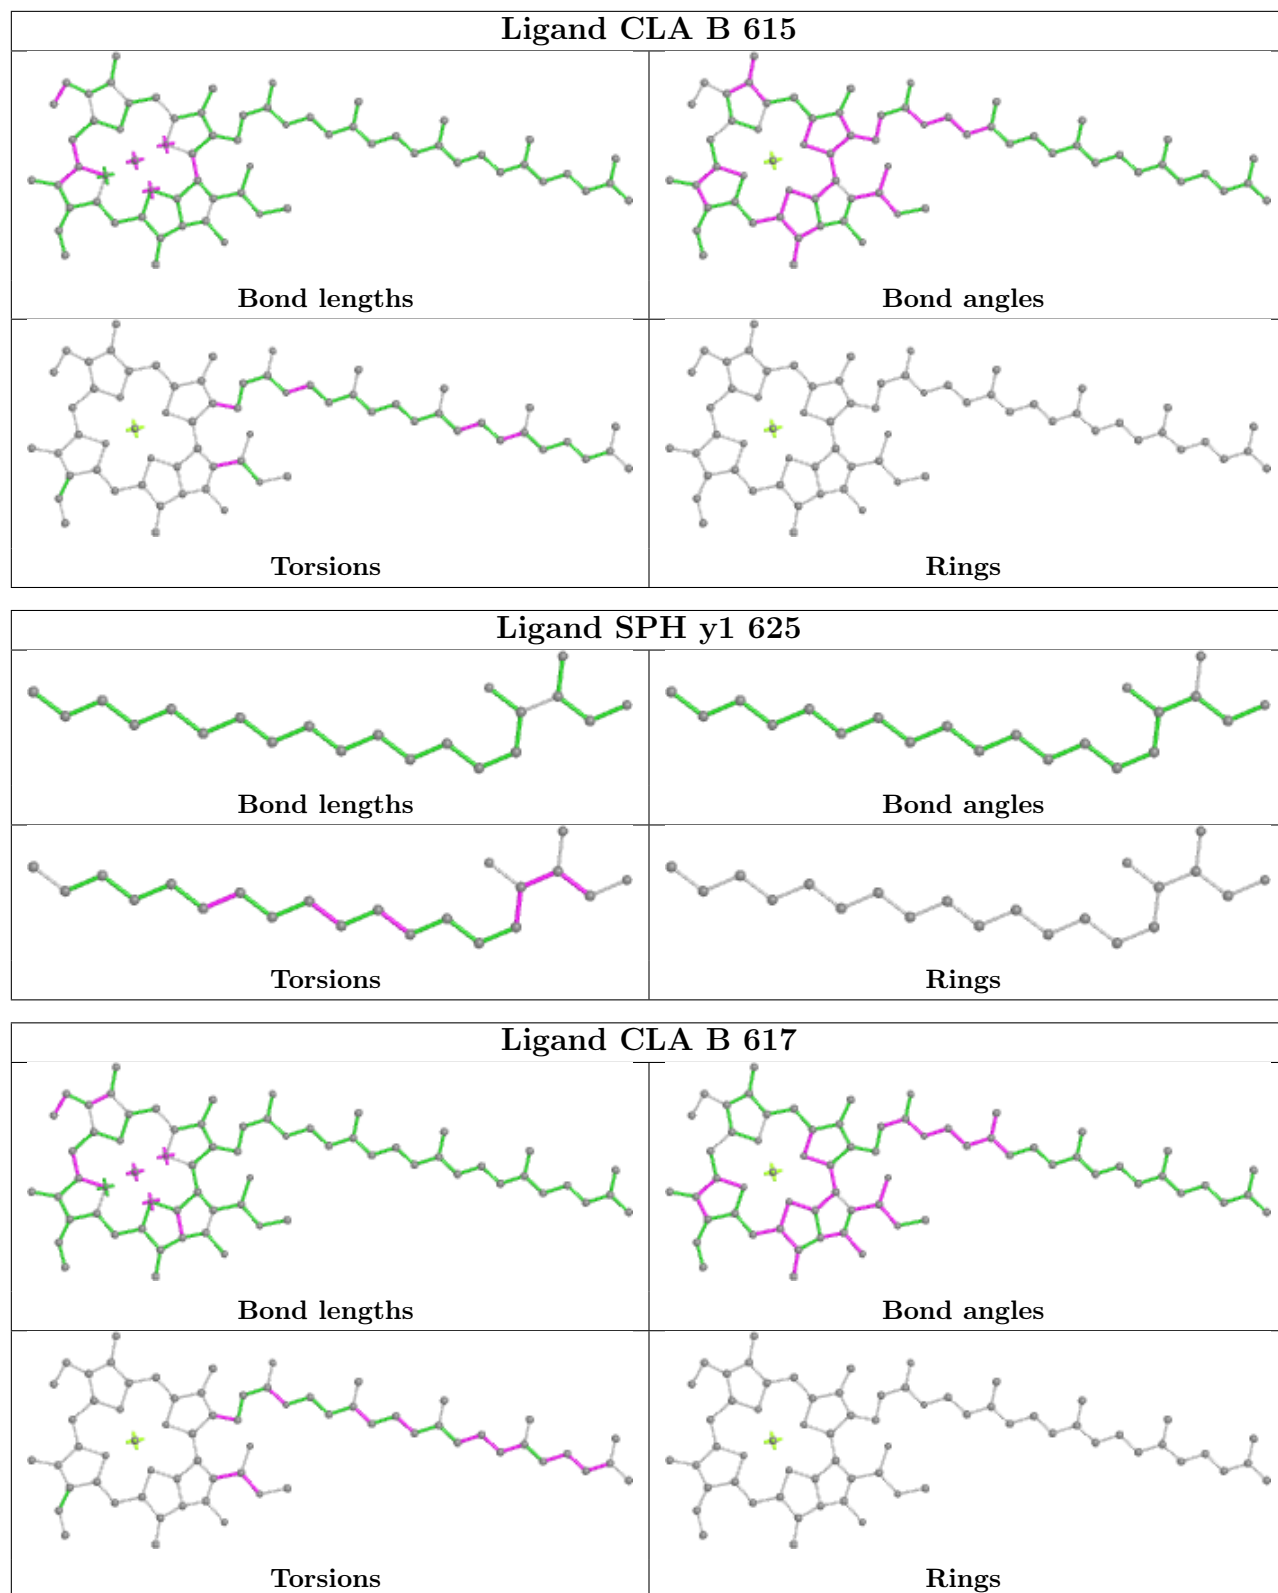 Ligand CLA B 615
Bond lengths
Bond angles
Torsions
Rings
Ligand SPH y1 625
Bond lengths
Bond angles
Torsions
Rings
Ligand CLA B 617
Bond lengths
Bond angles
Torsions
Rings